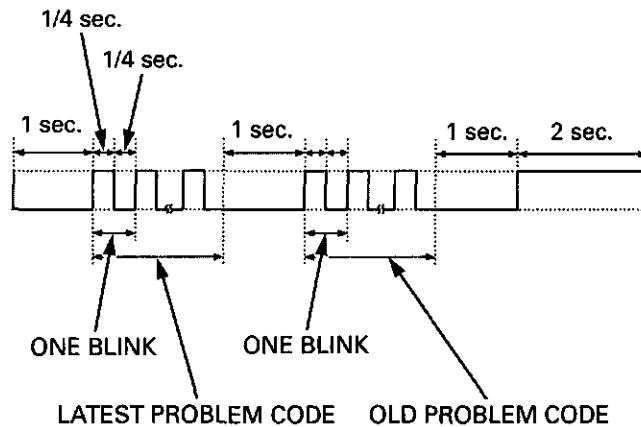 1/4 sec.
1/4 sec.
1 sec.
1 sec.
1 sec.
2 sec.
ONE BLINK
ONE BLINK
LATEST PROBLEM CODE
OLD PROBLEM CODE